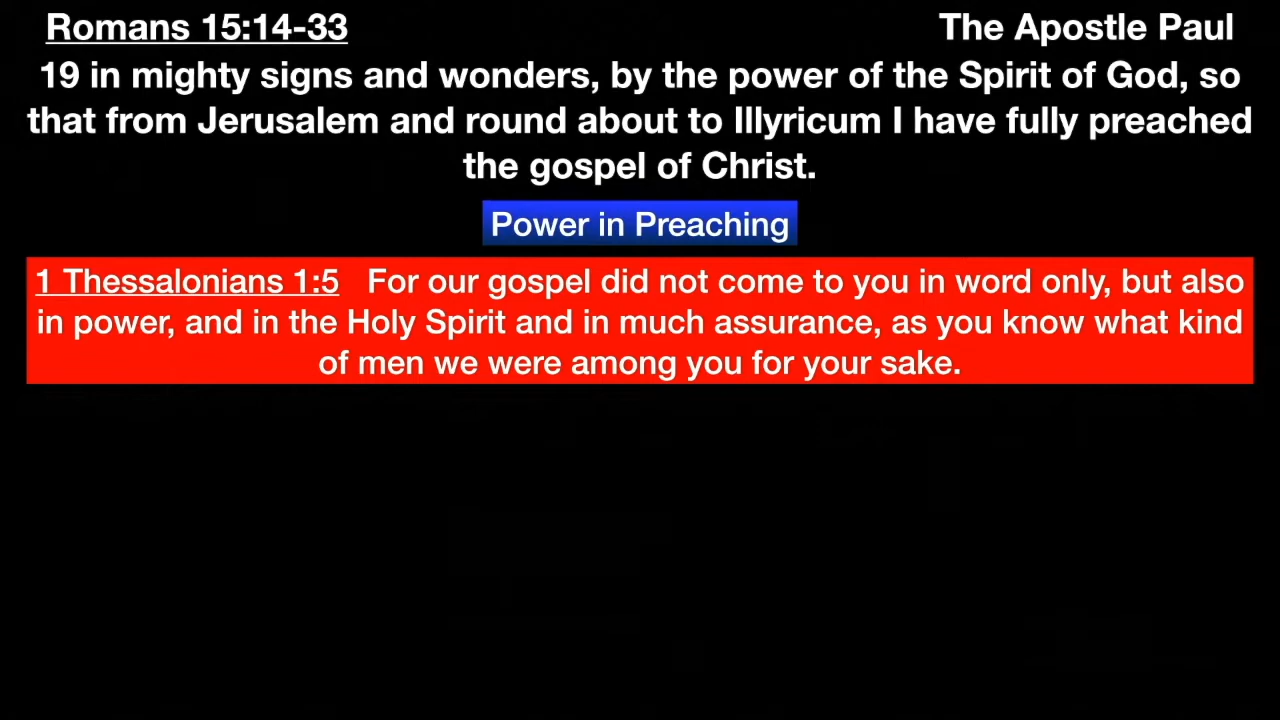 Romans 15:14-33 The Apostle Paul
19 in mighty signs and wonders, by the power of the Spirit of God, so
that from Jerusalem and round about to Illyricum I have fully preached
the gospel of Christ.
Power in Preaching
1 Thessalonians 1:5 For our gospel did not come to you in word only, but also
in power, and in the Holy Spirit and in much assurance, as you know what kind
of men we were among you for your sake.